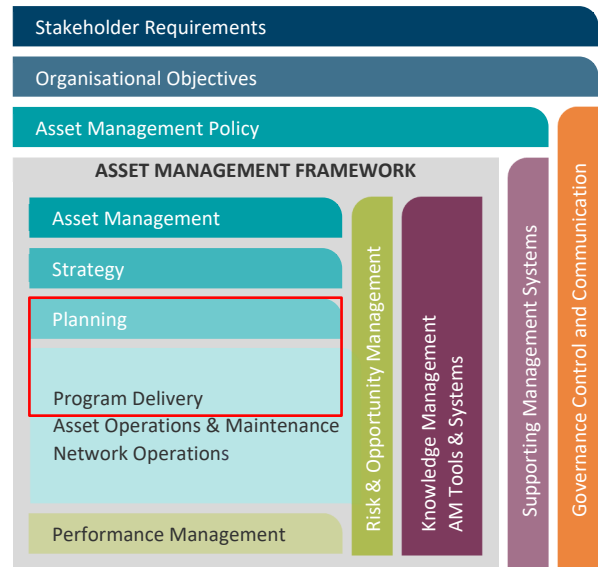 Stakeholder Requirements
Organisational Objectives
Asset Management Policy
ASSET MANAGEMENT FRAMEWORK
Asset Management
Strategy
Planning
Program Delivery
Asset Operations & Maintenance
Network Operations
Performance Management
Risk & Opportunity Management
Knowledge Management
AM Tools & Systems
Supporting Management Systems
Governance Control and Communication